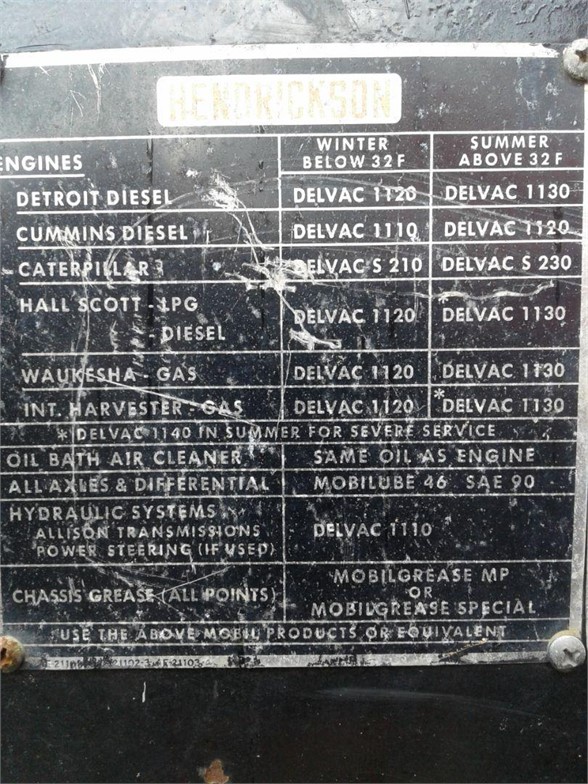 HENDRICKSON
ENGINES
WINTER BELOW 32F
SUMMER ABOVE 32F
DETROIT DIESEL DELVAC 1120 DELVAC 1130
CUMMINS DIESEL DELVAC 1110 DELVAC 1120
CATERPILLAR DELVAC S 210 DELVAC S 230
HALL SCOTT - LPG
- DIESEL DELVAC 1120 *DELVAC 1130
WAUKESHA - GAS DELVAC 1120 DELVAC 1130
INT. HARVESTER - GAS DELVAC 1120 *DELVAC 1130
* DELVAC 1140 IN SUMMER FOR SEVERE SERVICE
OIL BATH AIR CLEANER SAME OIL AS ENGINE
ALL AXLES & DIFFERENTIAL MOBILUBE 46 SAE 90
HYDRAULIC SYSTEMS
ALLISON TRANSMISSIONS DELVAC 1110
POWER STEERING (IF USED)
CHASSIS GREASE (ALL POINTS)
MOBILGREASE MP
OR
MOBILGREASE SPECIAL
USE THE ABOVE MOBIL PRODUCTS OR EQUIVALENT